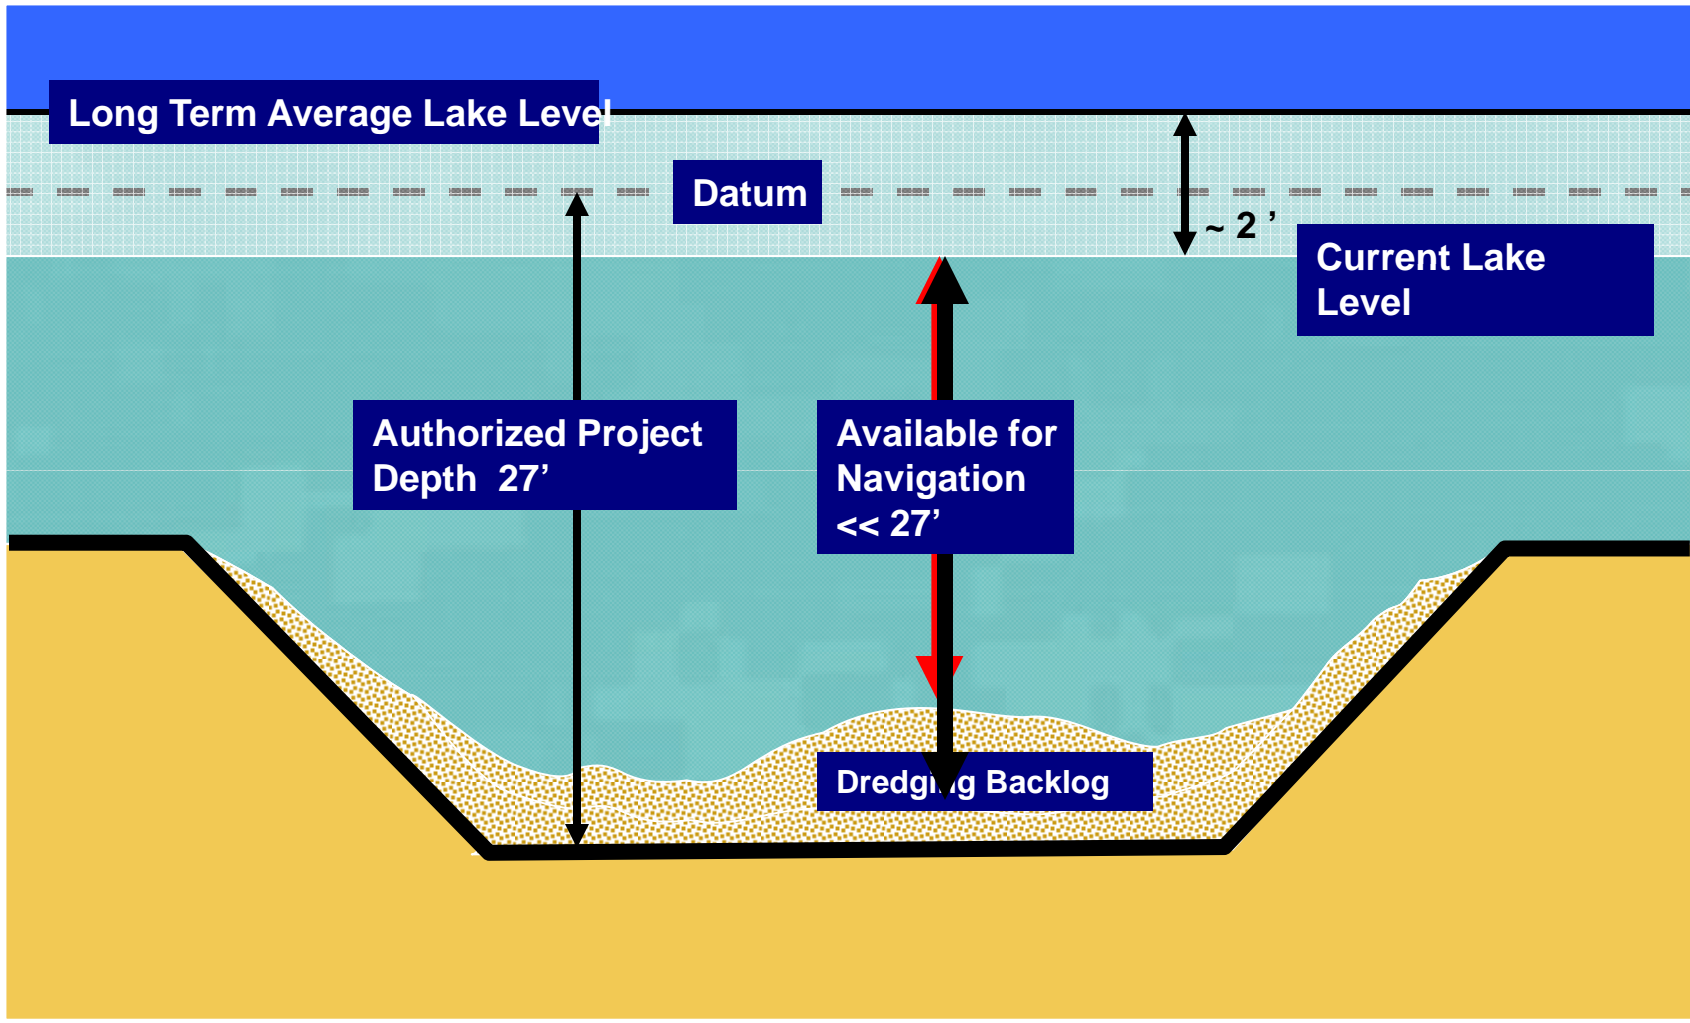 Long Term Average Lake Level
Datum
~ 2 ’
Current Lake
Level
Authorized Project
Depth  27’
Available for
Navigation
<< 27’
Dredging Backlog